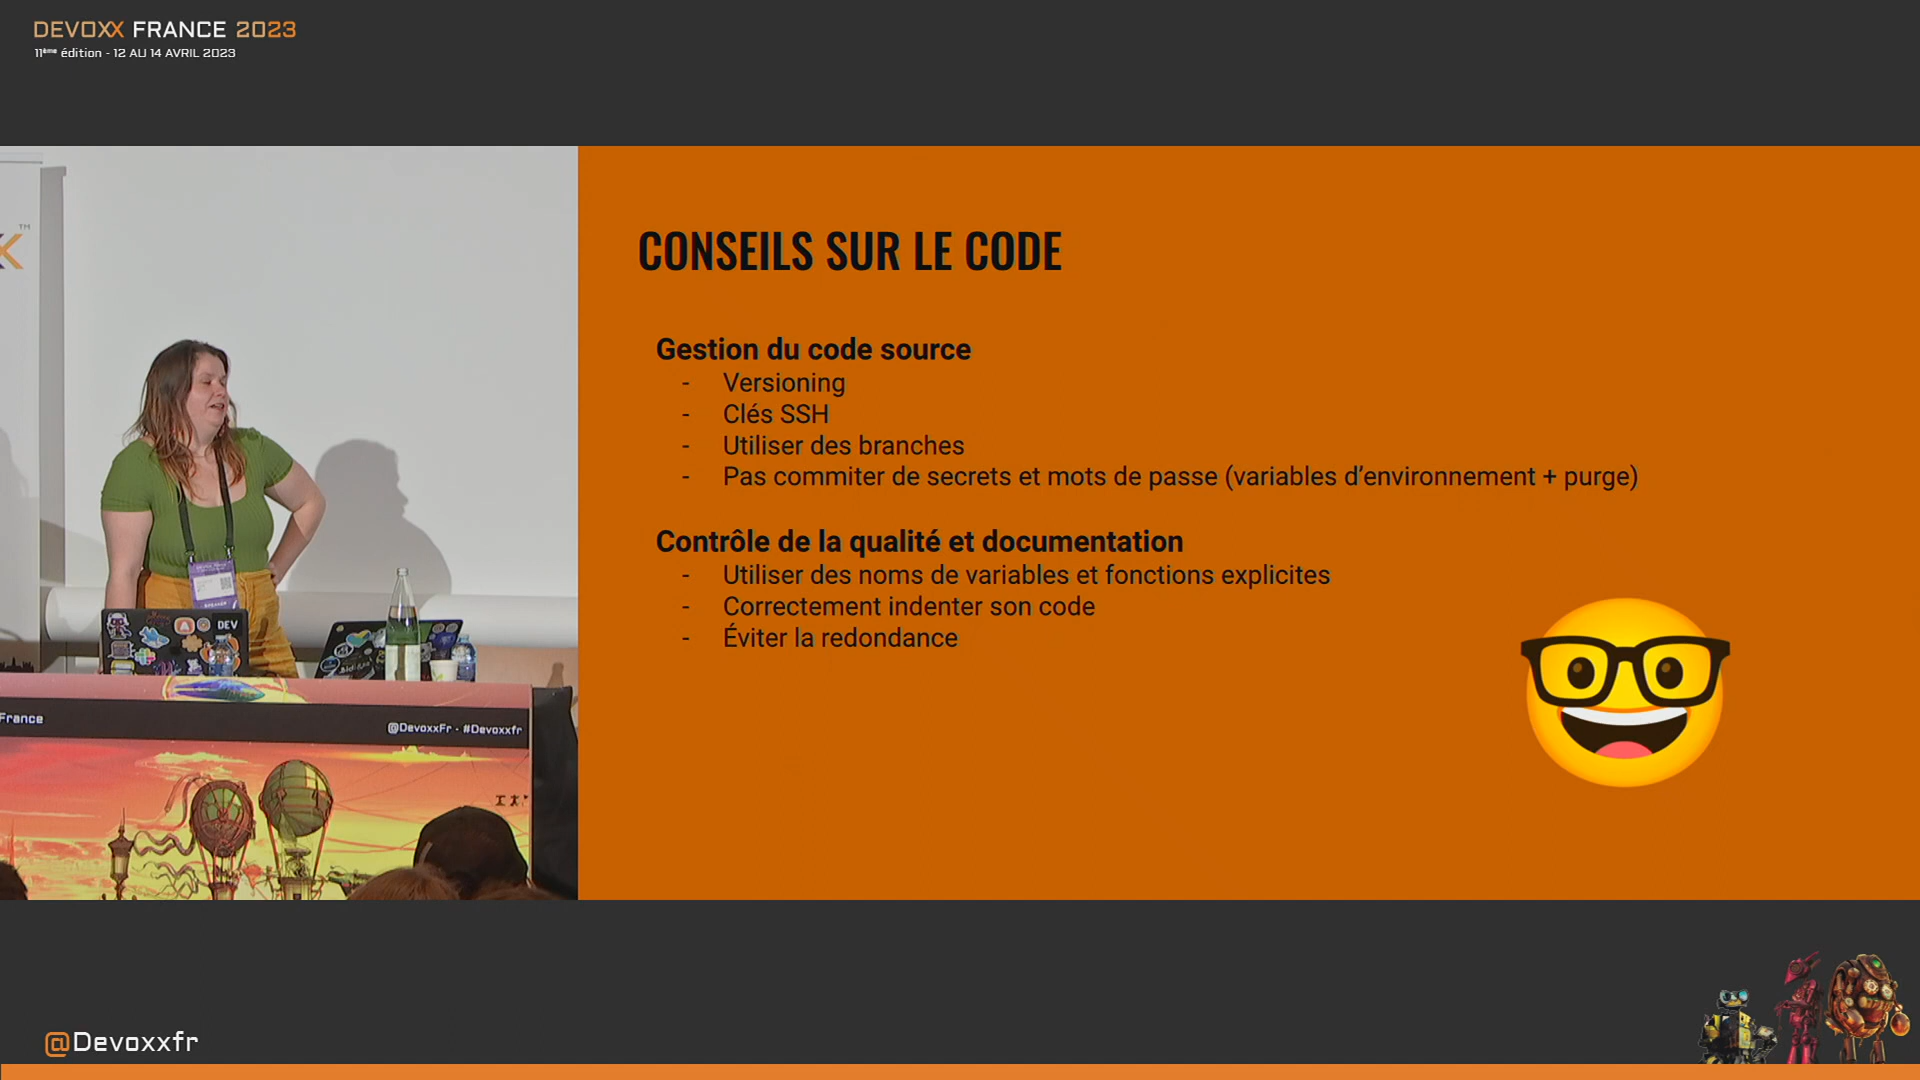 DEVOXX FRANCE 2023
11ème édition - 12 AU 14 AVRIL 2023
X™
CONSEILS SUR LE CODE
Gestion du code source
- Versioning
- Clés SSH
- Utiliser des branches
- Pas commiter de secrets et mots de passe (variables d’environnement + purge)
Contrôle de la qualité et documentation
- Utiliser des noms de variables et fonctions explicites
- Correctement indenter son code
- Éviter la redondance
DEV
France
@DevoxxFr - #Devoxxfr
@Devoxxfr